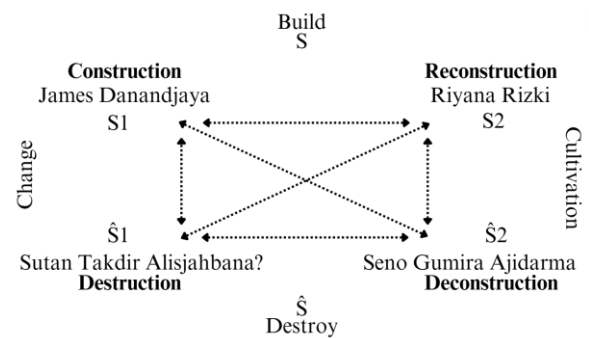 Build
S
Construction
Reconstruction
James Danandjaya
Riyana Rizki
S1
S2
Change
Cultivation
Ŝ1
Ŝ2
Sutan Takdir Alisjahbana?
Seno Gumira Ajidarma
Destruction
Deconstruction
Ŝ
Destroy